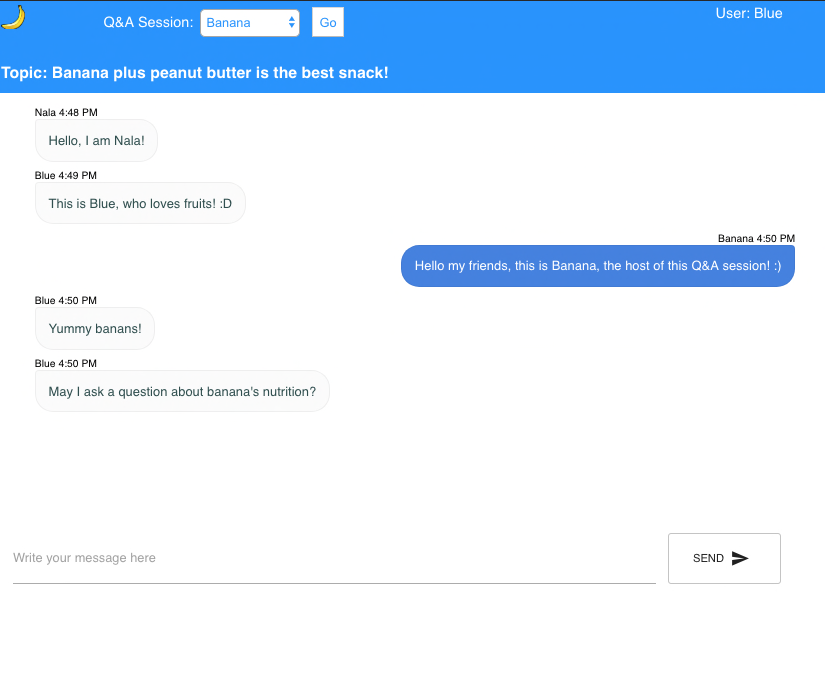 Q&A Session: Banana Go User: Blue
Topic: Banana plus peanut butter is the best snack!
Nala 4:48 PM
Hello, I am Nala!
Blue 4:49 PM
This is Blue, who loves fruits! :D
Banana 4:50 PM
Hello my friends, this is Banana, the host of this Q&A session! :)
Blue 4:50 PM
Yummy banans!
Blue 4:50 PM
May I ask a question about banana's nutrition?
Write your message here SEND